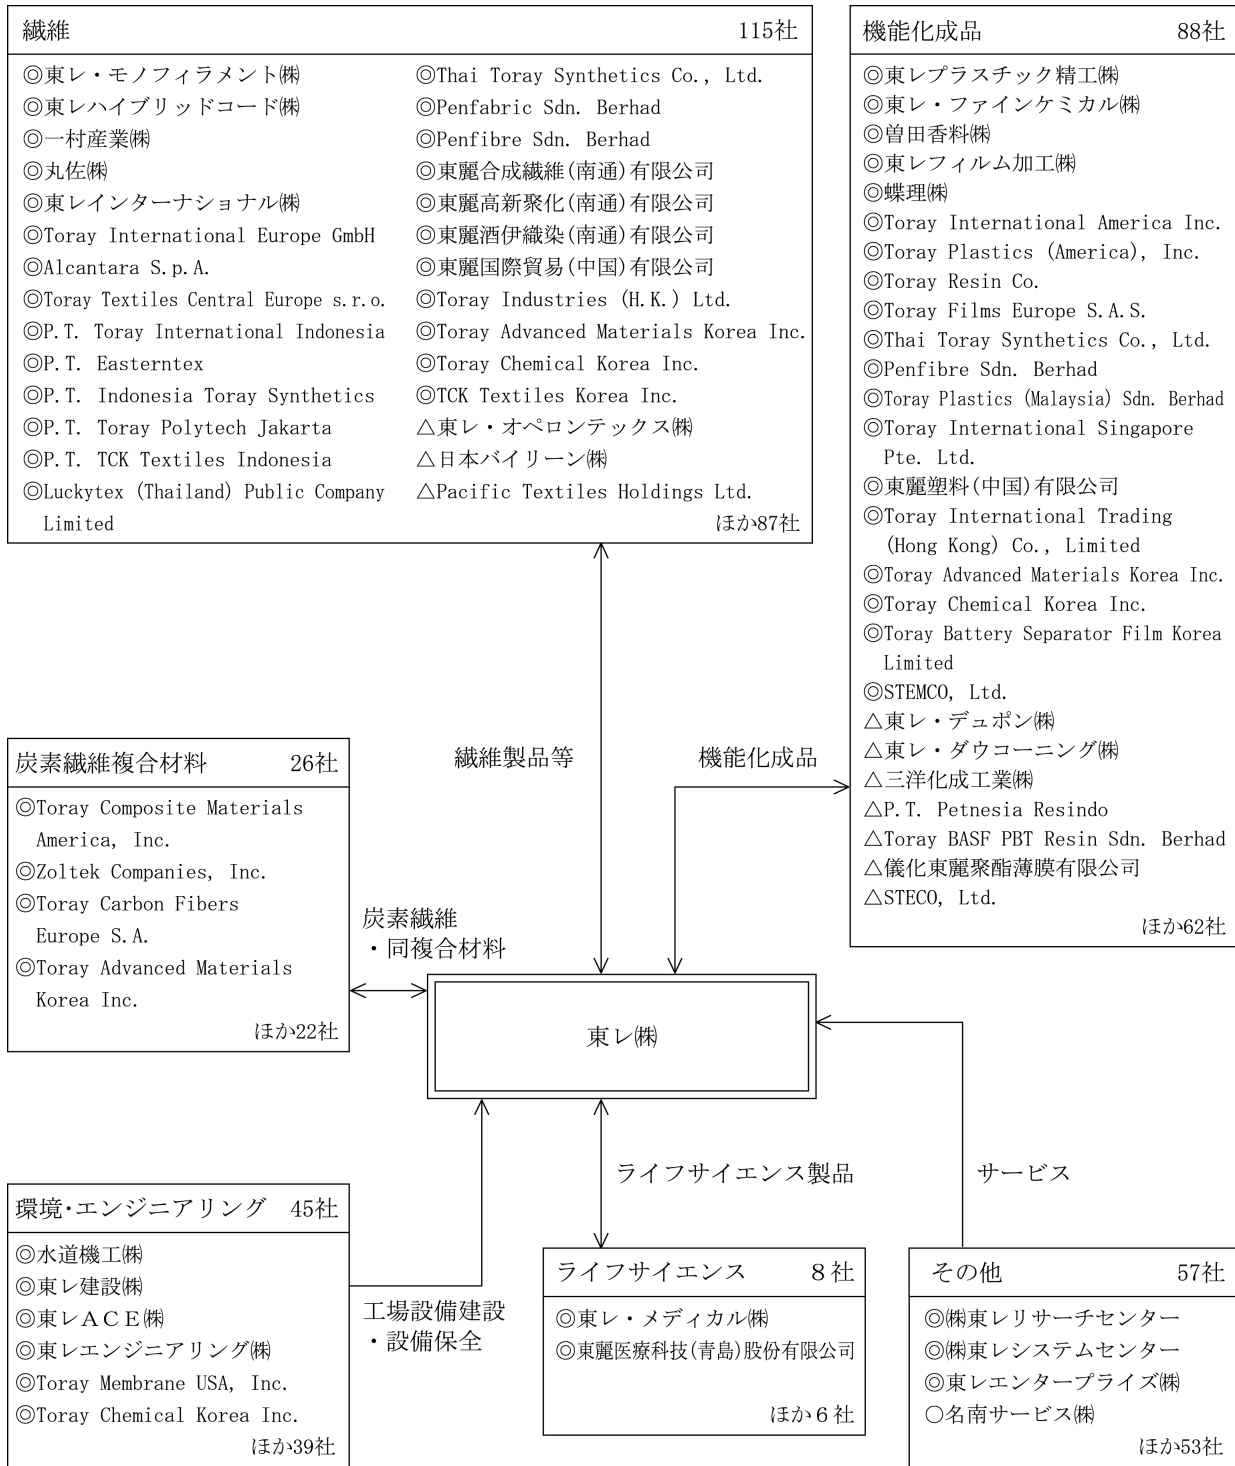 繊維 115社
◎東レ・モノフィラメント㈱
◎東レハイブリッドコード㈱
◎一村産業㈱
◎丸佐㈱
◎東レインターナショナル㈱
◎Toray International Europe GmbH
◎Alcantara S.p.A.
◎Toray Textiles Central Europe s.r.o.
◎P.T. Toray International Indonesia
◎P.T. Easterntex
◎P.T. Indonesia Toray Synthetics
◎P.T. Toray Polytech Jakarta
◎P.T. TCK Textiles Indonesia
◎Luckytex (Thailand) Public Company
Limited
◎Thai Toray Synthetics Co., Ltd.
◎Penfabric Sdn. Berhad
◎Penfibre Sdn. Berhad
◎東麗合成繊維(南通)有限公司
◎東麗高新聚化(南通)有限公司
◎東麗酒伊織染(南通)有限公司
◎東麗国際貿易(中国)有限公司
◎Toray Industries (H.K.) Ltd.
◎Toray Advanced Materials Korea Inc.
◎Toray Chemical Korea Inc.
◎TCK Textiles Korea Inc.
△東レ・オペロンテックス㈱
△日本バイリーン㈱
△Pacific Textiles Holdings Ltd.
ほか87社
機能化成品 88社
◎東レプラスチック精工㈱
◎東レ・ファインケミカル㈱
◎曽田香料㈱
◎東レフィルム加工㈱
◎蝶理㈱
◎Toray International America Inc.
◎Toray Plastics (America), Inc.
◎Toray Resin Co.
◎Toray Films Europe S.A.S.
◎Thai Toray Synthetics Co., Ltd.
◎Penfibre Sdn. Berhad
◎Toray Plastics (Malaysia) Sdn. Berhad
◎Toray International Singapore
Pte. Ltd.
◎東麗塑料(中国)有限公司
◎Toray International Trading
(Hong Kong) Co., Limited
◎Toray Advanced Materials Korea Inc.
◎Toray Chemical Korea Inc.
◎Toray Battery Separator Film Korea
Limited
◎STEMCO, Ltd.
△東レ・デュポン㈱
△東レ・ダウコーニング㈱
△三洋化成工業㈱
△P.T. Petnesia Resindo
△Toray BASF PBT Resin Sdn. Berhad
△儀化東麗聚酯薄膜有限公司
△STECO, Ltd.
ほか62社
繊維製品等
機能化成品
炭素繊維複合材料 26社
◎Toray Composite Materials
America, Inc.
◎Zoltek Companies, Inc.
◎Toray Carbon Fibers
Europe S.A.
◎Toray Advanced Materials
Korea Inc.
ほか22社
炭素繊維
・同複合材料
東レ㈱
環境・エンジニアリング 45社
◎水道機工㈱
◎東レ建設㈱
◎東レＡＣＥ㈱
◎東レエンジニアリング㈱
◎Toray Membrane USA, Inc.
◎Toray Chemical Korea Inc.
ほか39社
工場設備建設
・設備保全
ライフサイエンス製品
ライフサイエンス ８社
◎東レ・メディカル㈱
◎東麗医療科技(青島)股份有限公司
ほか６社
サービス
その他 57社
◎㈱東レリサーチセンター
◎㈱東レシステムセンター
◎東レエンタープライズ㈱
○名南サービス㈱
ほか53社